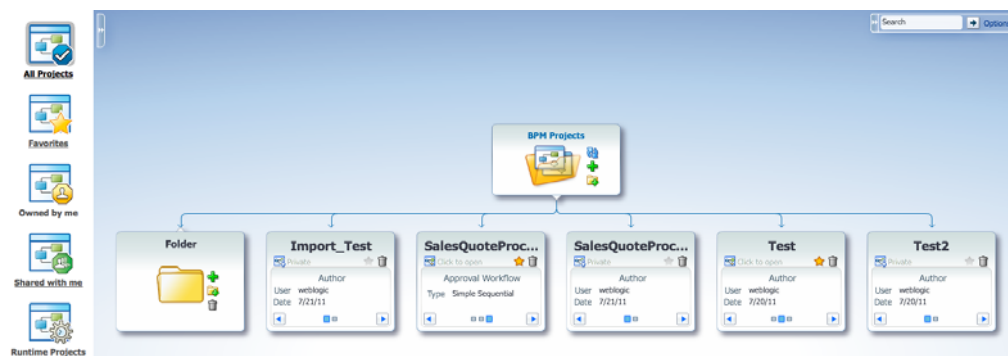 All Projects
Favorites
Owned by me
Shared with me
Runtime Projects
Search
Option
BPM Projects
Folder
Import_Test
Private
Author
User weblogic
Date 7/21/11
SalesQuoteProc...
Click to open
Approval Workflow
Type Simple Sequential
SalesQuoteProc...
Private
Author
User weblogic
Date 7/21/11
Test
Click to open
Author
User weblogic
Date 7/20/11
Test2
Private
Author
User weblogic
Date 7/20/11